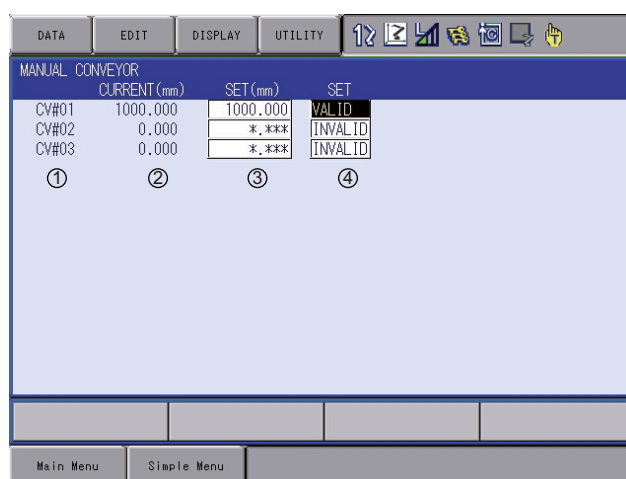 DATA EDIT DISPLAY UTILITY
MANUAL CONVEYOR
CURRENT(mm) SET(mm) SET
CV#01 1000.000 1000.000 VALID
CV#02 0.000 *.*** INVALID
CV#03 0.000 *.*** INVALID
① ② ③ ④
Main Menu Simple Menu